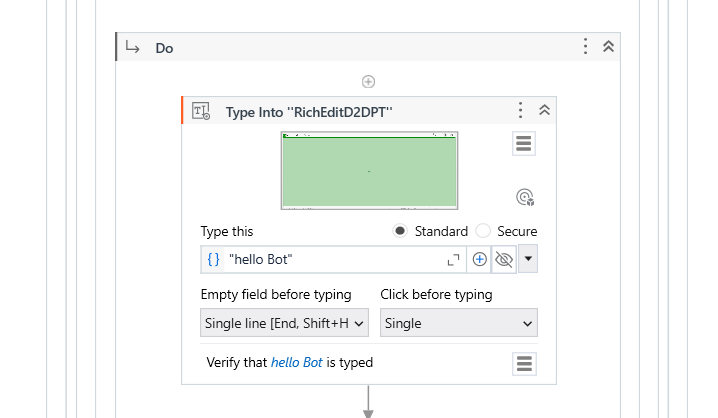 Do
Type Into "RichEditD2DPT"
Type this
Standard
Secure
"hello Bot"
Empty field before typing
Click before typing
Single line [End, Shift+H
Single
Verify that hello Bot is typed